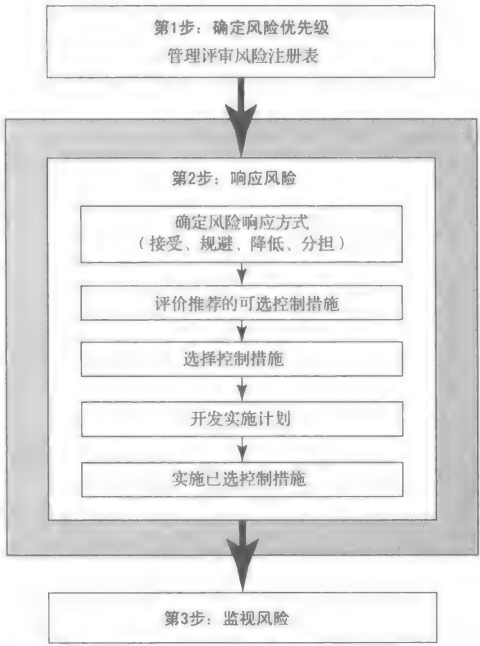 第1步：确定风险优先级
管理评审风险注册表
第2步：响应风险
确定风险响应方式
（接受、规避、降低、分担）
评价推荐的可选控制措施
选择控制措施
开发实施计划
实施已选控制措施
第3步：监视风险